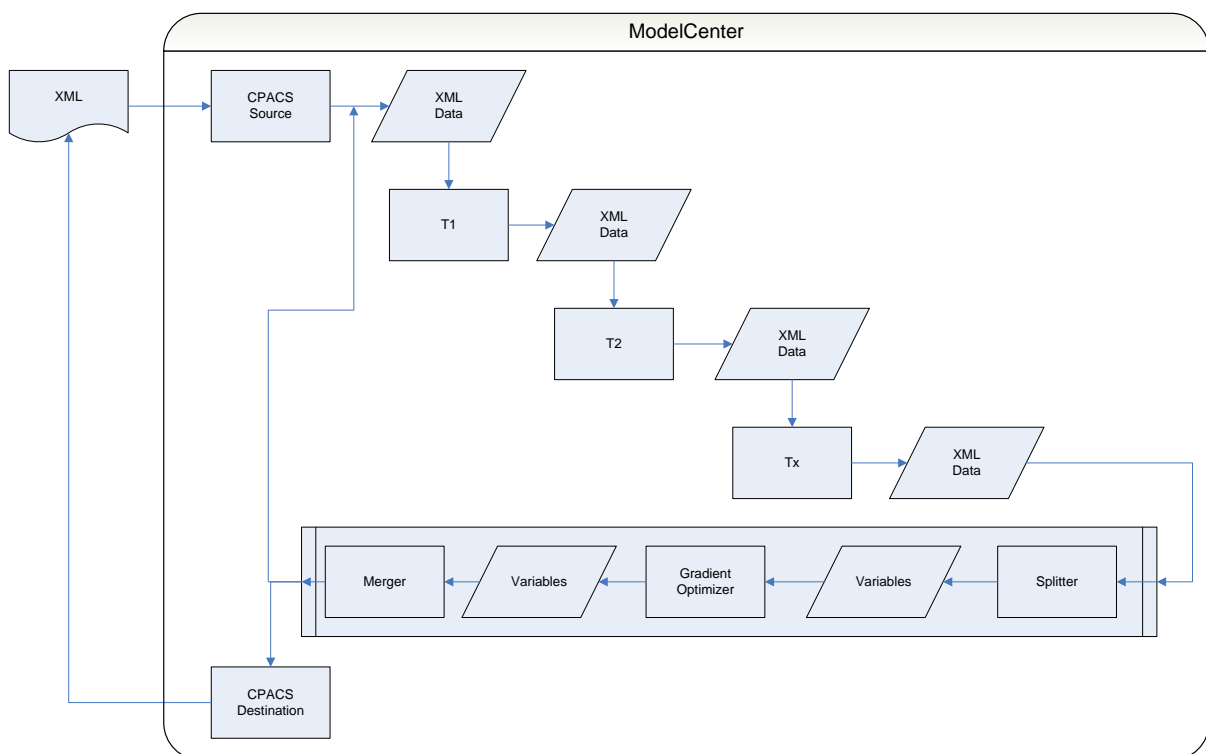 ModelCenter
XML
CPACS
Source
XML
Data
T1
XML
Data
T2
XML
Data
Tx
XML
Data
Merger
Variables
Gradient
Optimizer
Variables
Splitter
CPACS
Destination